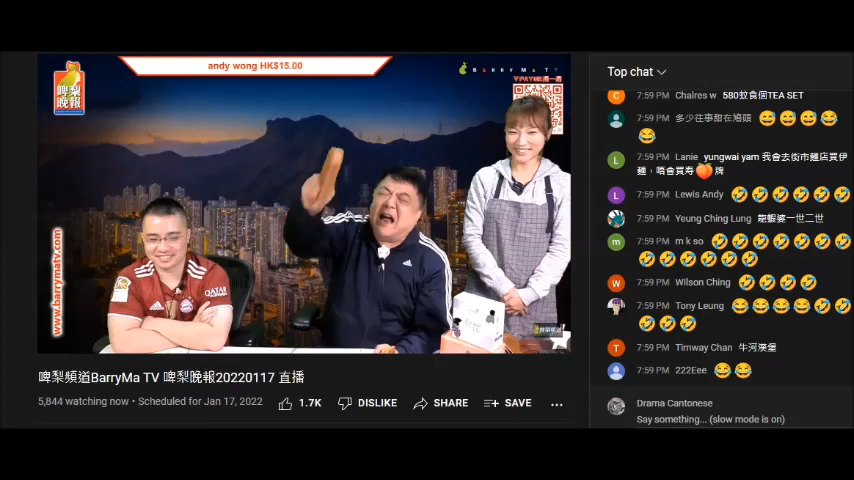 andy wong HK$15.00
啤梨
晚報
BARRYMATV
www.barrymatv.com
QATAR
AIRWAYS
啤梨頻道BarryMa TV 啤梨晚報20220117 直播
5,844 watching now • Scheduled for Jan 17, 2022
1.7K
DISLIKE
SHARE
SAVE
Top chat
7:59 PM Chalres w 580蚊食個TEA SET
7:59 PM 多少往事甜在鳩頭 😅😅😅😂
😂
7:59 PM Lanie yungwai yam 我會去街市麵店買伊
麵，唔會買寿🍑牌
7:59 PM Lewis Andy 🤣🤣🤣🤣🤣🤣
7:59 PM Yeung Ching Lung 龍蝦婆一世二世
7:59 PM m k so 🤣🤣🤣🤣🤣🤣🤣
🤣🤣🤣🤣🤣🤣
7:59 PM Wilson Ching 🤣🤣🤣🤣
7:59 PM Tony Leung 😂😂😂😂🤣🤣
🤣🤣🤣
7:59 PM Timway Chan 牛河漢堡
7:59 PM 222Eee 😂😂
Drama Cantonese
Say something... (slow mode is on)